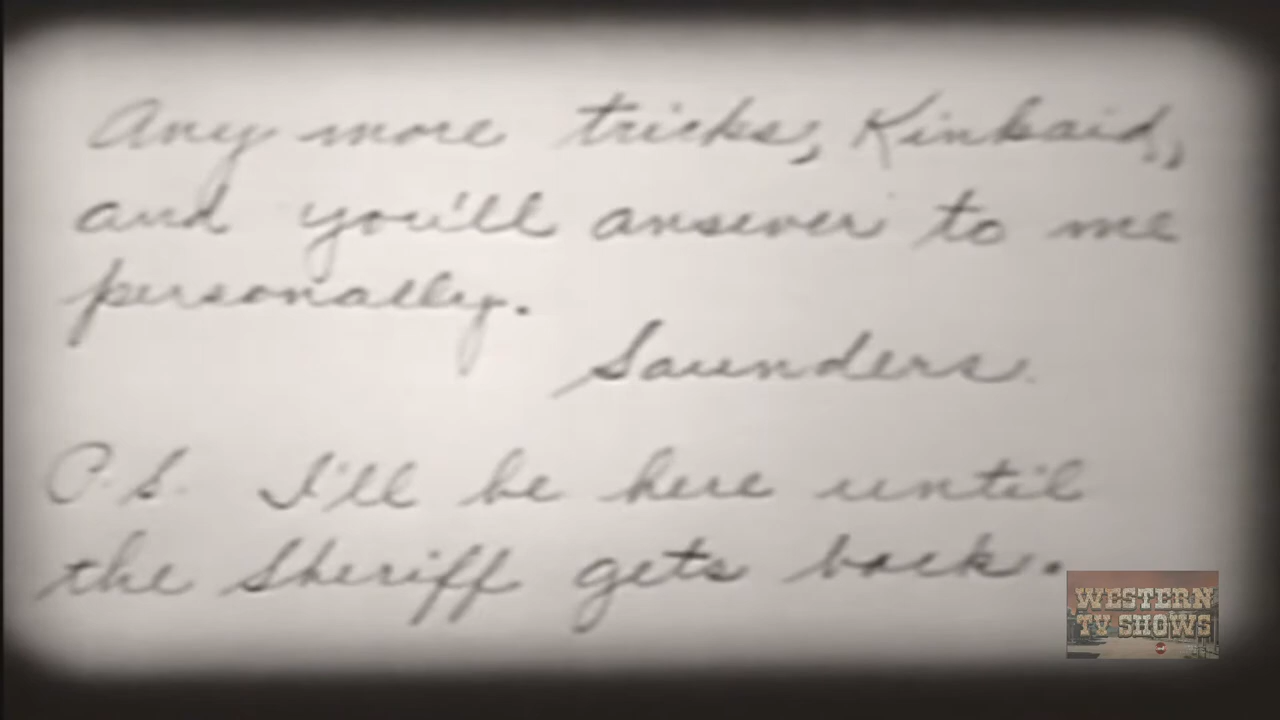 Any more tricks, Kinkaid,
and you'll answer to me
personally.
Saunders.
P.S. I'll be here until
the Sheriff gets back.
WESTERN
TV SHOWS